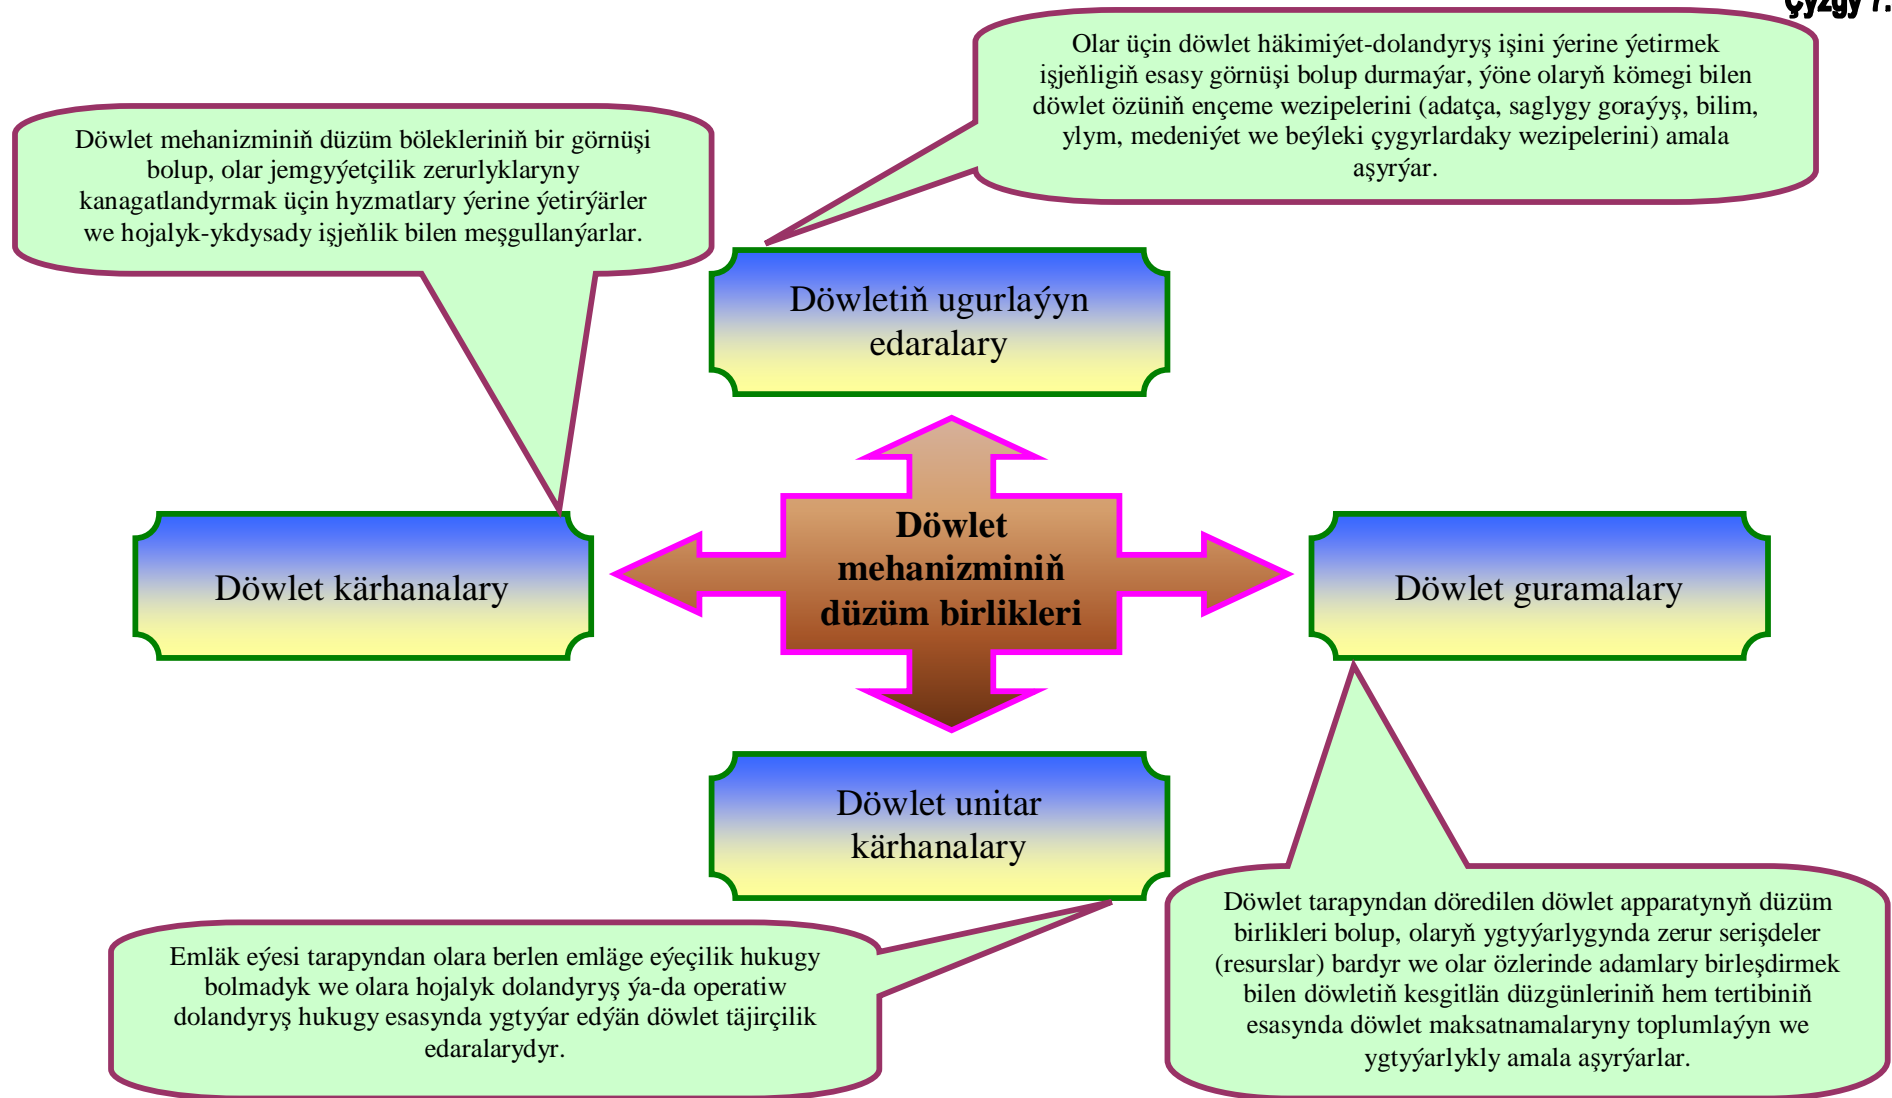 Çyzgy 7.
Olar üçin döwlet häkimiýet-dolandyryş işini ýerine ýetirmek
işjeňligiň esasy görnüşi bolup durmaýar, ýöne olaryň kömegi bilen
döwlet özüniň ençeme wezipelerini (adatça, saglygy goraýyş, bilim,
ylym, medeniýet we beýleki çygyrlardaky wezipelerini) amala
aşyrýar.
Döwlet mehanizminiň düzüm bölekleriniň bir görnüşi
bolup, olar jemgyýetçilik zerurlyklaryny
kanagatlandyrmak üçin hyzmatlary ýerine ýetirýärler
we hojalyk-ykdysady işjeňlik bilen meşgullanýarlar.
Döwletiň ugurlaýyn
edaralary
Döwlet kärhanalary
Döwlet
mehanizminiň
düzüm birlikleri
Döwlet guramalary
Döwlet unitar
kärhanalary
Emläk eýesi tarapyndan olara berlen emläge eýeçilik hukugy
bolmadyk we olara hojalyk dolandyryş ýa-da operatiw
dolandyryş hukugy esasynda ygtyýar edýän döwlet täjirçilik
edaralarydyr.
Döwlet tarapyndan döredilen döwlet apparatynyň düzüm
birlikleri bolup, olaryň ygtyýarlygynda zerur serişdeler
(resurslar) bardyr we olar özlerinde adamlary birleşdirmek
bilen döwletiň kesgitlän düzgünleriniň hem tertibiniň
esasynda döwlet maksatnamalaryny toplumlaýyn we
ygtyýarlykly amala aşyrýarlar.